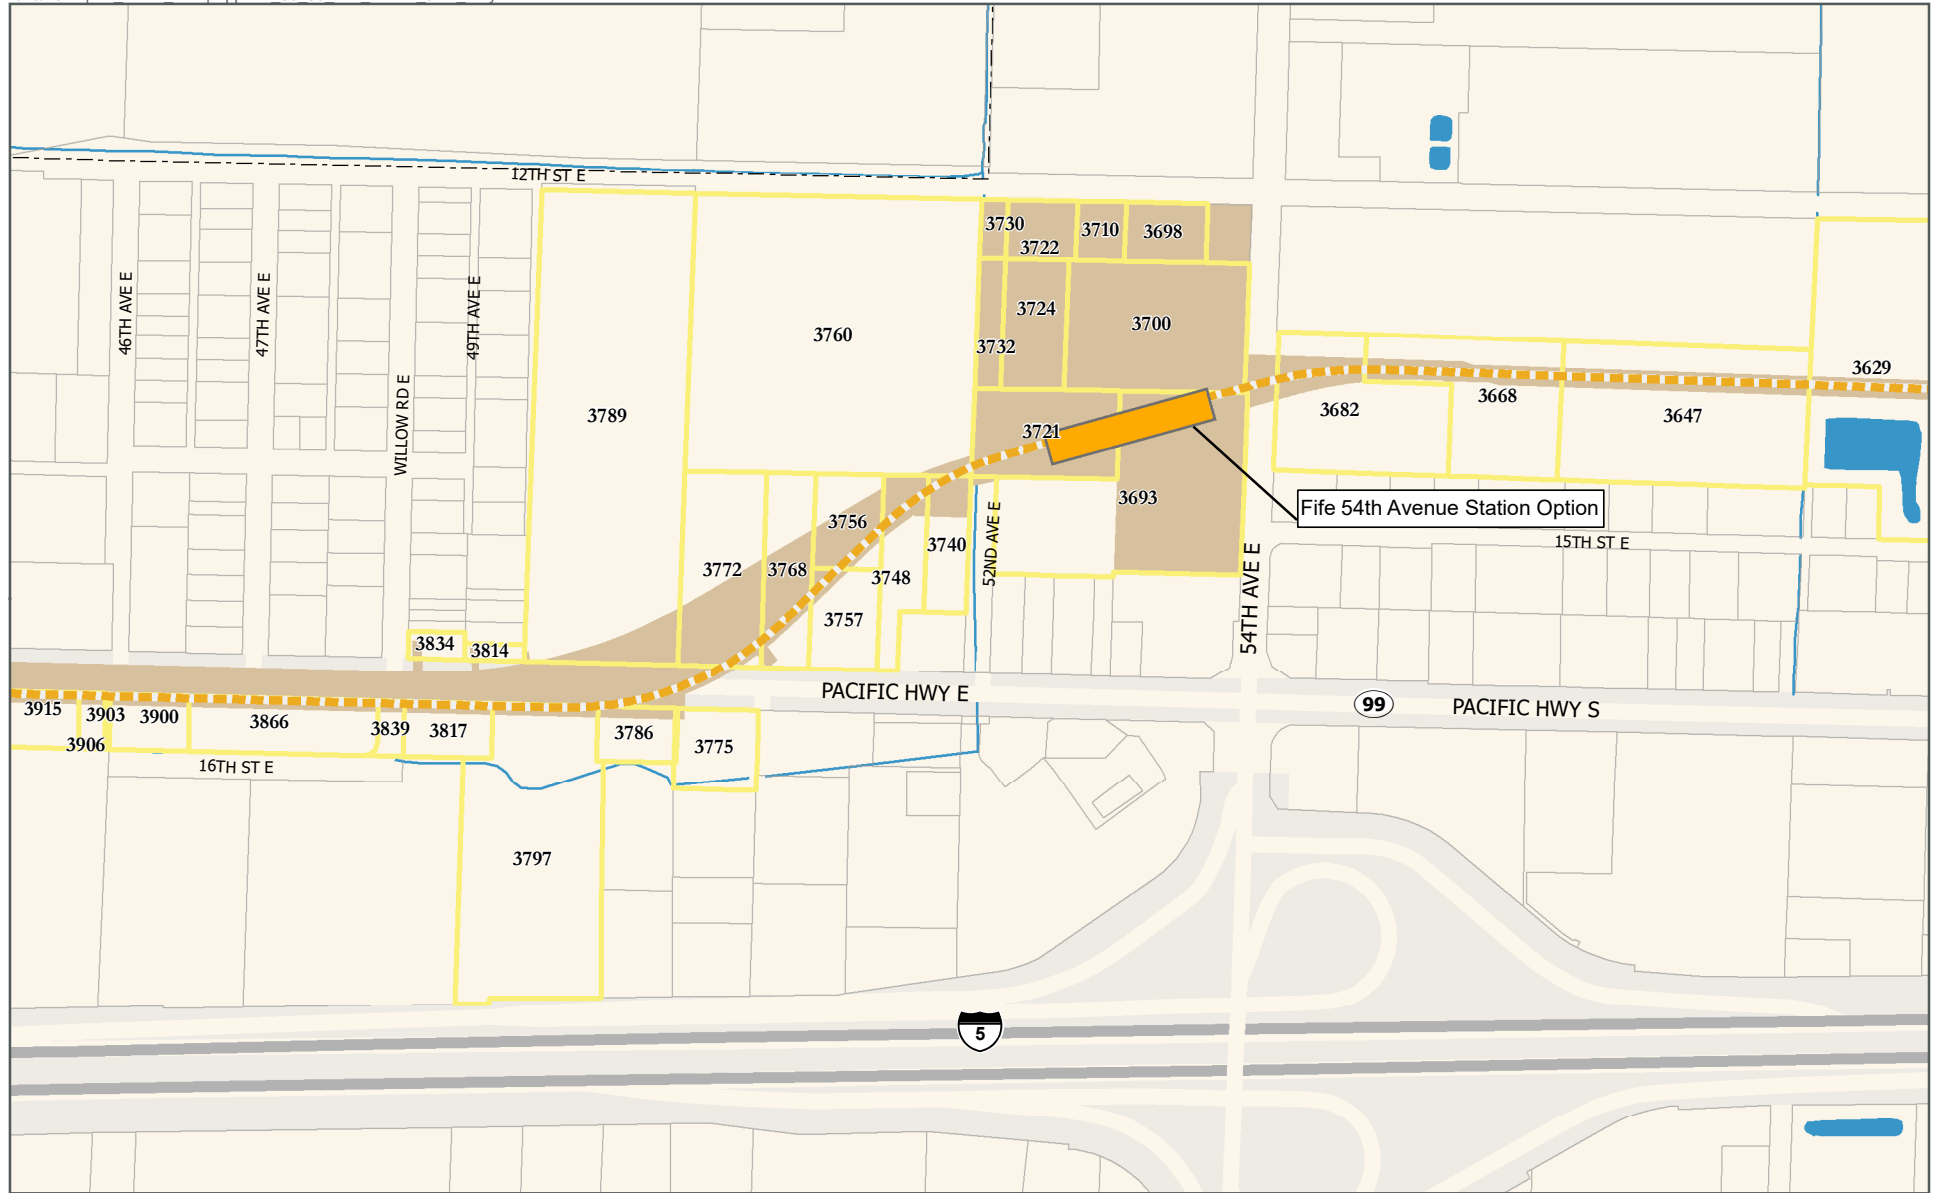 12TH ST E
3730
3722
3710
3698
46TH AVE E
47TH AVE E
49TH AVE E
WILLOW RD E
3760
3724
3732
3700
3629
3789
3721
3682
3668
3647
3693
Fife 54th Avenue Station Option
3756
3772
3768
3748
3740
3757
52ND AVE E
15TH ST E
54TH AVE E
3834
3814
PACIFIC HWY E
99
PACIFIC HWY S
3915
3903
3900
3866
3839
3817
3786
3775
3906
16TH ST E
3797
5